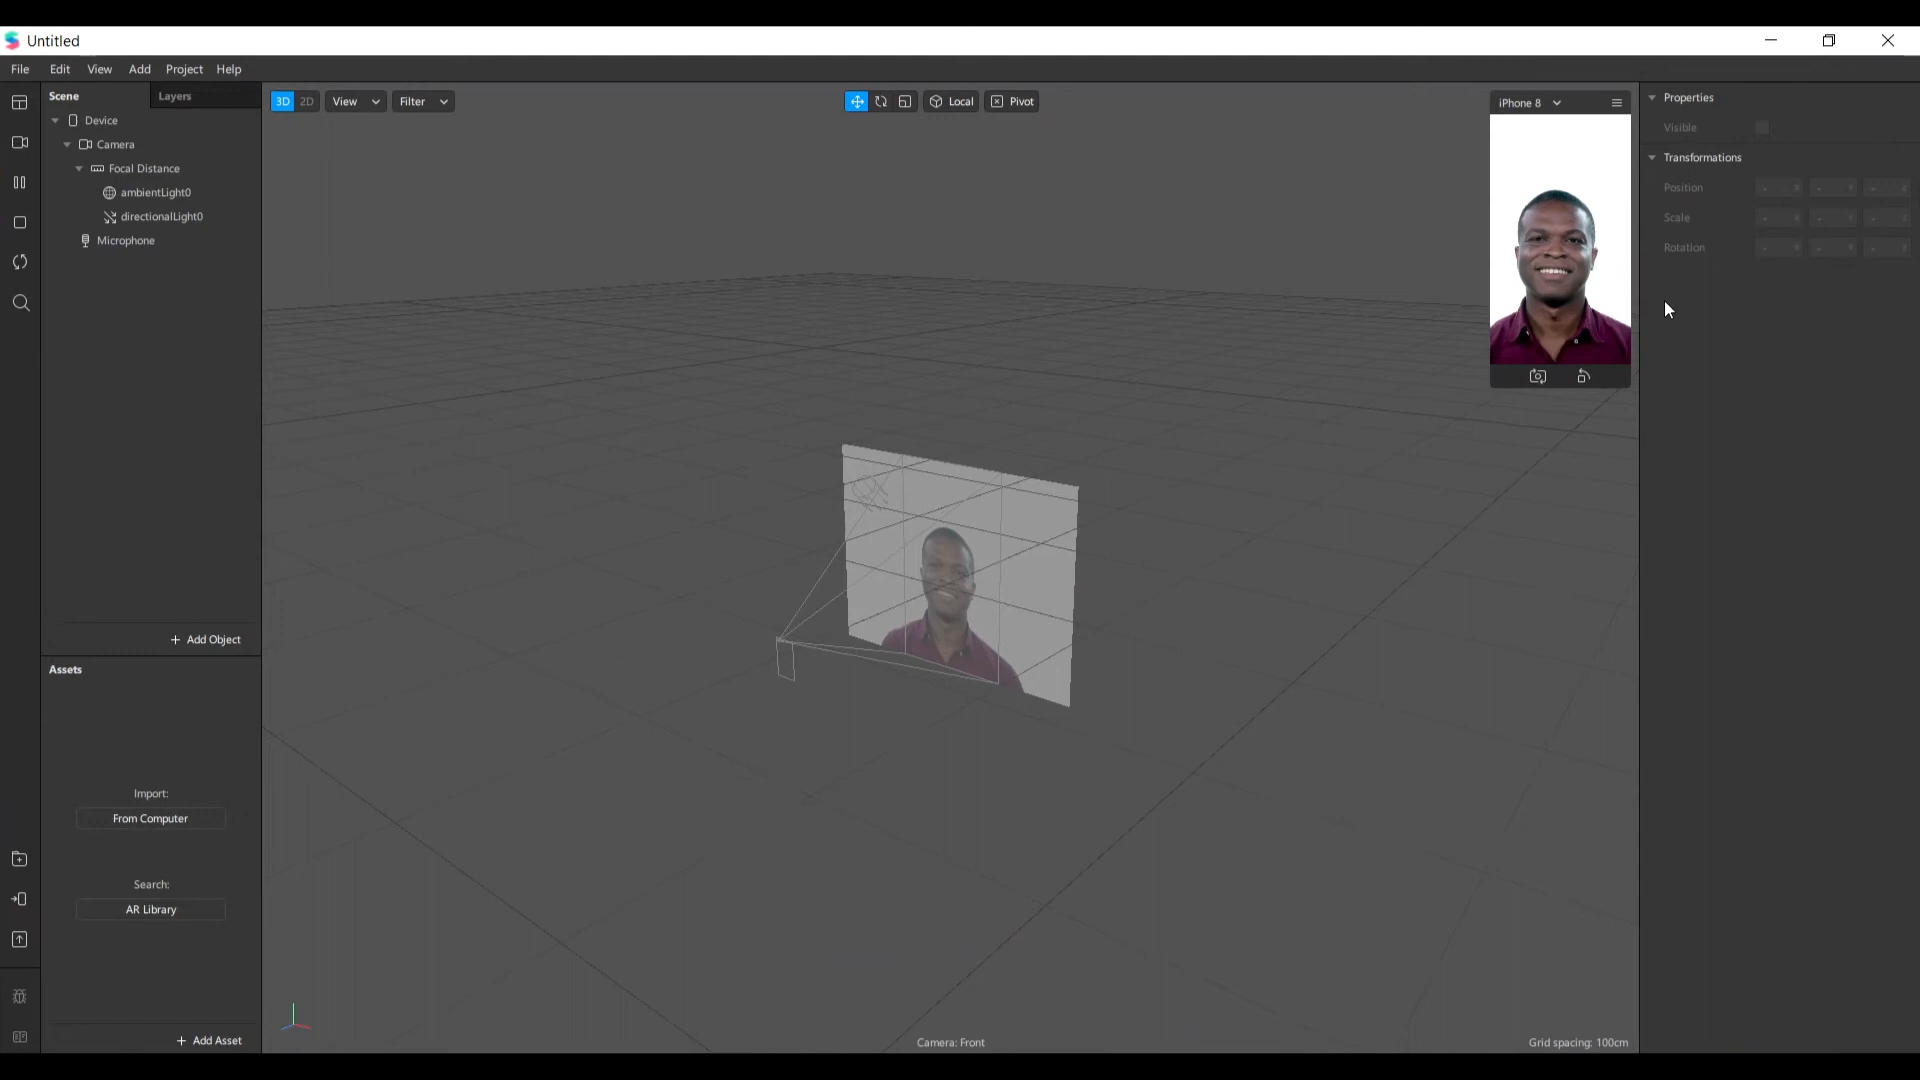 Untitled
File Edit View Add Project Help
Scene Layers
Device
Camera
Focal Distance
ambientLight0
directionalLight0
Microphone
+ Add Object
Assets
Import:
From Computer
Search:
AR Library
+ Add Asset
3D 2D View Filter
Local Pivot
iPhone 8
Camera: Front
Grid spacing: 100cm
Properties
Visible
Transformations
Position X Y Z
Scale X Y Z
Rotation X Y Z